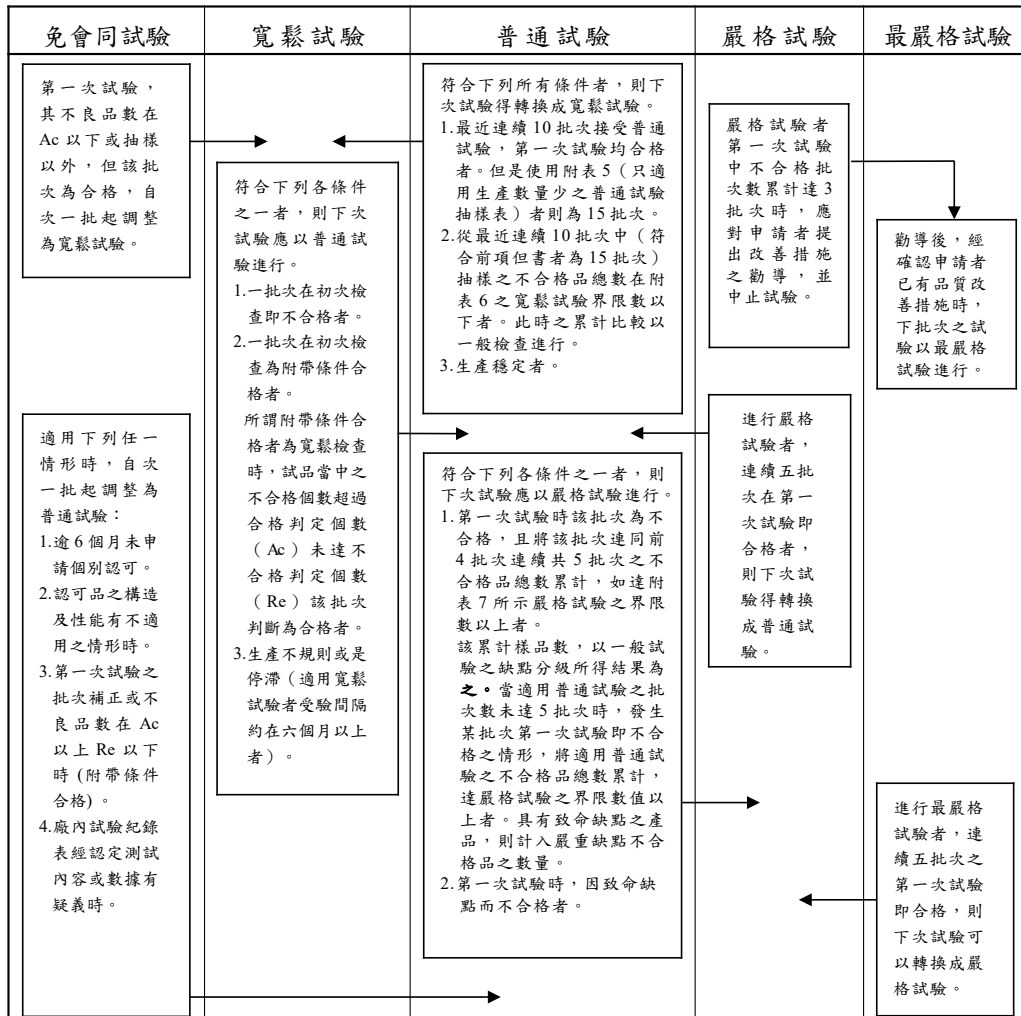 免會同試驗
寬鬆試驗
普通試驗
嚴格試驗
最嚴格試驗
第一次試驗，
其不良品數在
Ac 以下或抽樣
以外，但該批
次為合格，自
次一批起調整
為寬鬆試驗。
適用下列任一
情形時，自次
一批起調整為
普通試驗：
1.逾 6 個月未申
請個別認可。
2.認可品之構造
及性能有不適
用之情形時。
3.第一次試驗之
批次補正或不
良品數在 Ac
以上 Re 以下
時 (附帶條件
合格)。
4.廠內試驗紀錄
表經認定測試
內容或數據有
疑義時。
符合下列各條件
之一者，則下次
試驗應以普通試
驗進行。
1.一批次在初次檢
查即不合格者。
2.一批次在初次檢
查為附帶條件合
格者。
所謂附帶條件合
格者為寬鬆檢查
時，試品當中之
不合格個數超過
合格判定個數
（Ac）未達不
合格判定個數
（Re）該批次
判斷為合格者。
3.生產不規則或是
停滯（適用寬鬆
試驗者受驗間隔
約在六個月以上
者）。
符合下列所有條件者，則下
次試驗得轉換成寬鬆試驗。
1.最近連續 10 批次接受普通
試驗，第一次試驗均合格
者。但是使用附表 5（只適
用生產數量少之普通試驗
抽樣表）者則為 15 批次。
2.從最近連續 10 批次中（符
合前項但書者為 15 批次）
抽樣之不合格品總數在附
表 6 之寬鬆試驗界限數以
下者。此時之累計比較以
一般檢查進行。
3.生產穩定者。
符合下列各條件之一者，則
下次試驗應以嚴格試驗進行。
1.第一次試驗時該批次為不
合格，且將該批次連同前
4 批次連續共 5 批次之不
合格品總數累計，如達附
表 7 所示嚴格試驗之界限
數以上者。
該累計樣品數，以一般試
驗之缺點分級所得結果為
之。當適用普通試驗之批
次數未達 5 批次時，發生
某批次第一次試驗即不合
格之情形，將適用普通試
驗之不合格品總數累計，
達嚴格試驗之界限數值以
上者。具有致命缺點之產
品，則計入嚴重缺點不合
格品之數量。
2.第一次試驗時，因致命缺
點而不合格者。
嚴格試驗者
第一次試驗
中不合格批
次數累計達 3
批次時，應
對申請者提
出改善措施
之勸導，並
中止試驗。
進行嚴格
試驗者，
連續五批
次在第一
次試驗即
合格者，
則下次試
驗得轉換
成普通試
驗。
勸導後，經
確認申請者
已有品質改
善措施時，
下批次之試
驗以最嚴格
試驗進行。
進行最嚴格
試驗者，連
續五批次之
第一次試驗
即合格，則
下次試驗可
以轉換成嚴
格試驗。